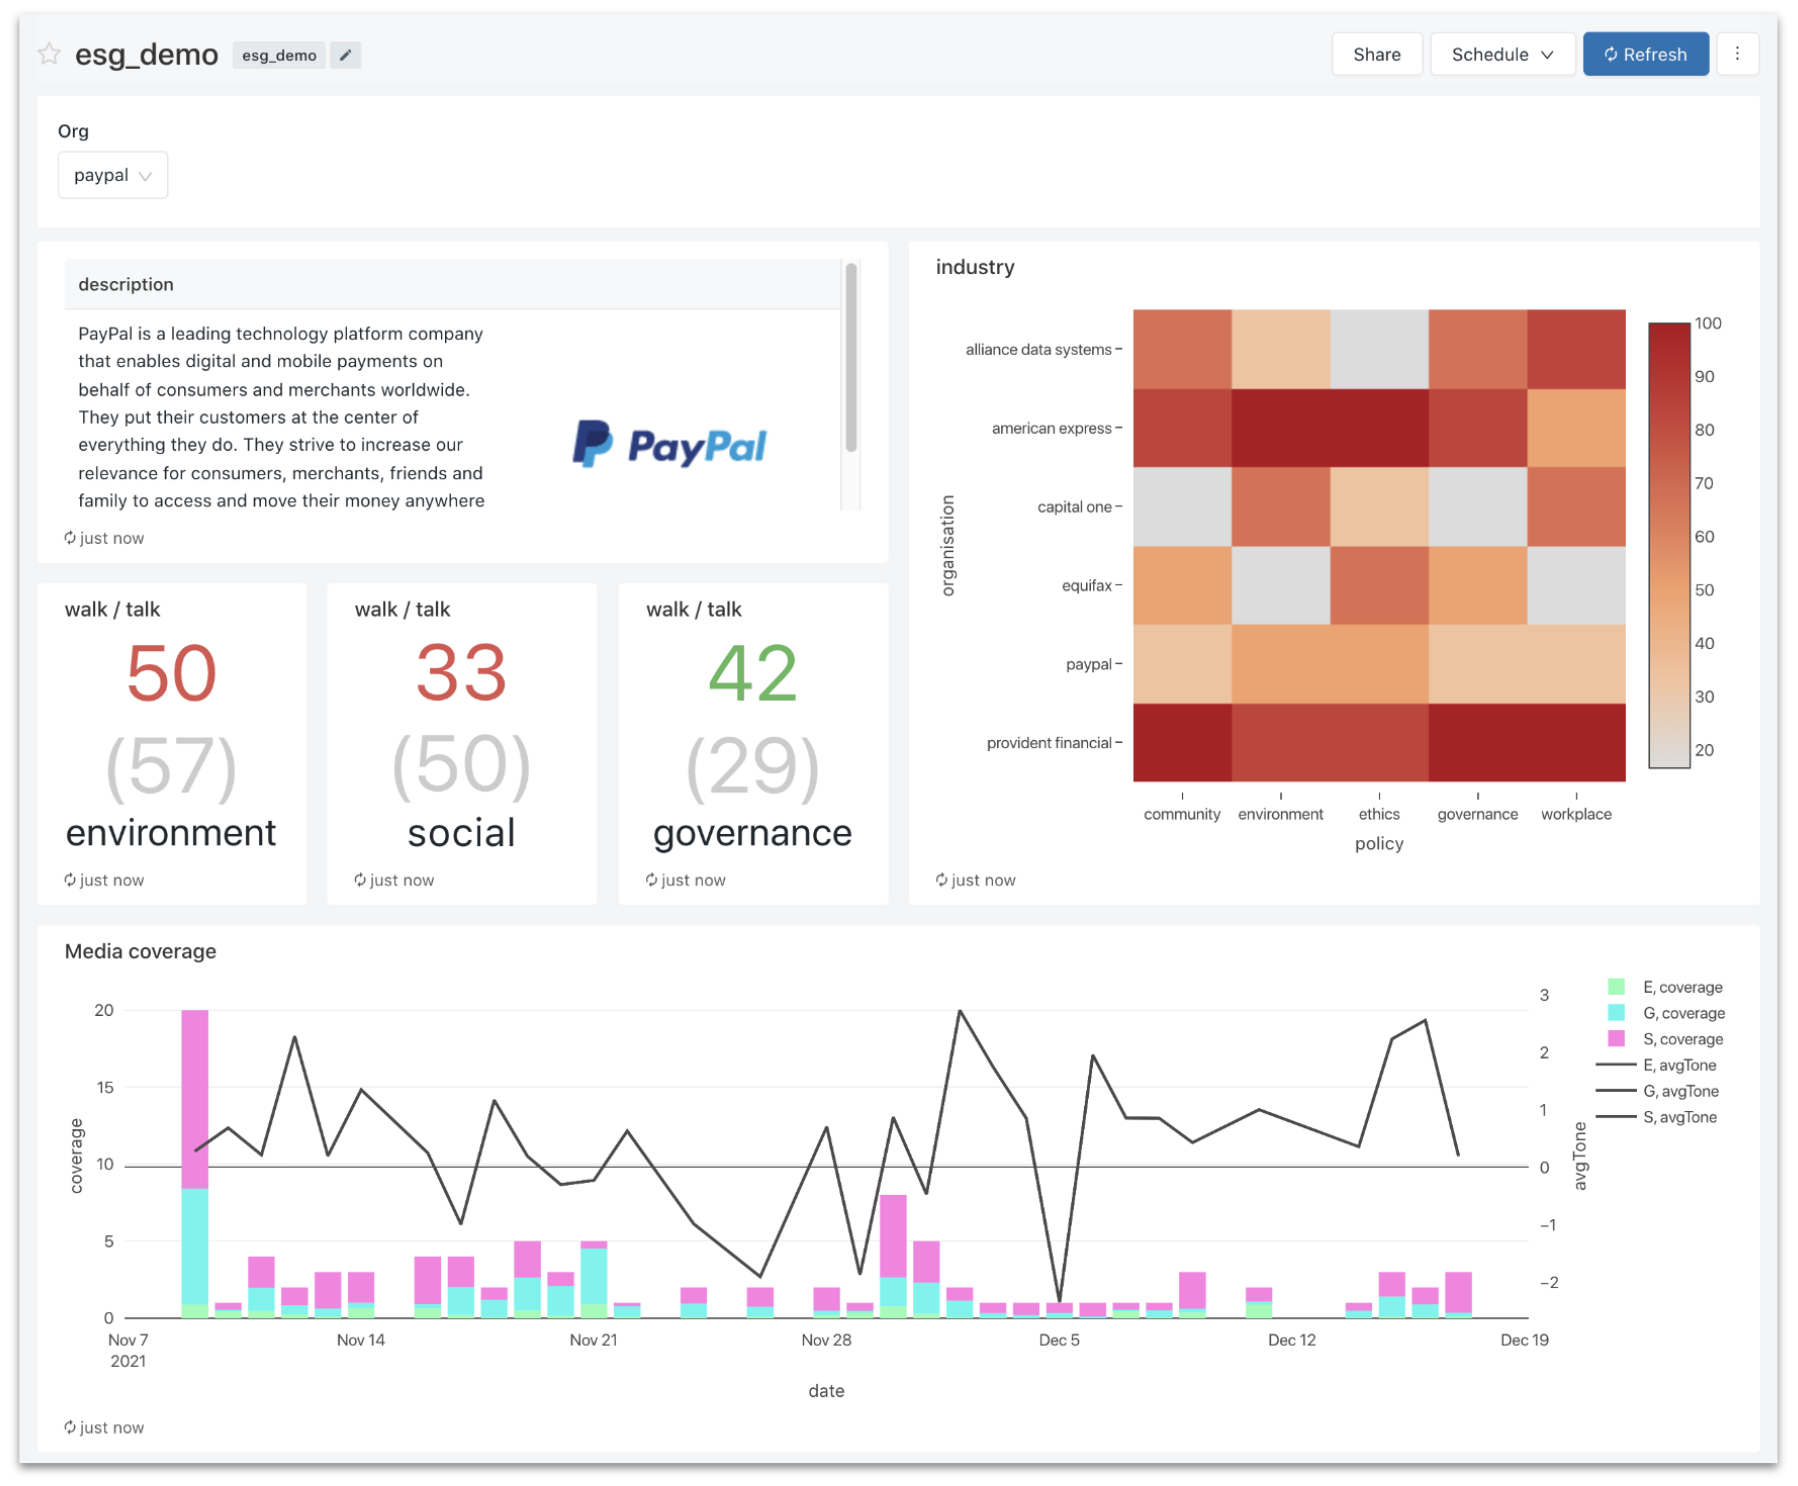 esg_demo esg_demo
Share Schedule Refresh
Org
paypal
description
PayPal is a leading technology platform company
that enables digital and mobile payments on
behalf of consumers and merchants worldwide.
They put their customers at the center of
everything they do. They strive to increase our
relevance for consumers, merchants, friends and
family to access and move their money anywhere
PayPal
just now
industry
organisation
alliance data systems
american express
capital one
equifax
paypal
provident financial
community environment ethics governance workplace
policy
100
90
80
70
60
50
40
30
20
just now
walk / talk
50
(57)
environment
just now
walk / talk
33
(50)
social
just now
walk / talk
42
(29)
governance
just now
Media coverage
coverage
20
15
10
5
0
Nov 7 Nov 14 Nov 21 Nov 28 Dec 5 Dec 12 Dec 19
2021
date
3
2
1
0
−1
−2
avgTone
E, coverage
G, coverage
S, coverage
E, avgTone
G, avgTone
S, avgTone
just now